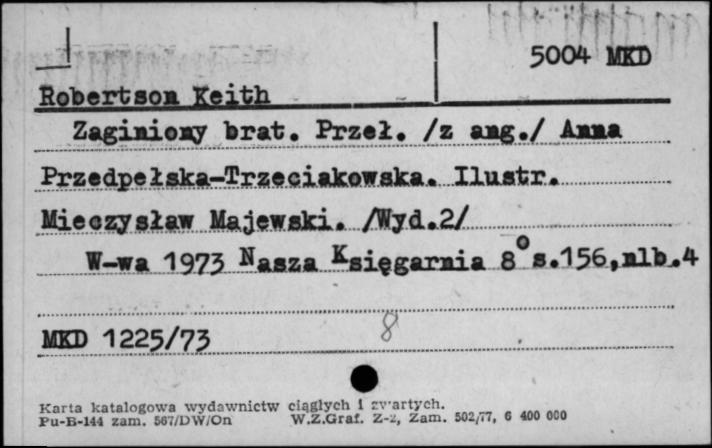 5004 MKD
Robertson Keith
Zaginiony brat. Przeł. /z ang./ Anna
Przedpełska-Trzeciakowska. Ilustr.
Mieczysław Majewski. /Wyd.2/
W-wa 1973 Nasza Księgarnia 8° s.156,nlb.4
MKD 1225/73 8
Karta katalogowa wydawnictw ciągłych i zwartych.
Pu-B-144 zam. 567/DW/On W.Z.Graf. Z-2, Zam. 502/77, 6 400 000